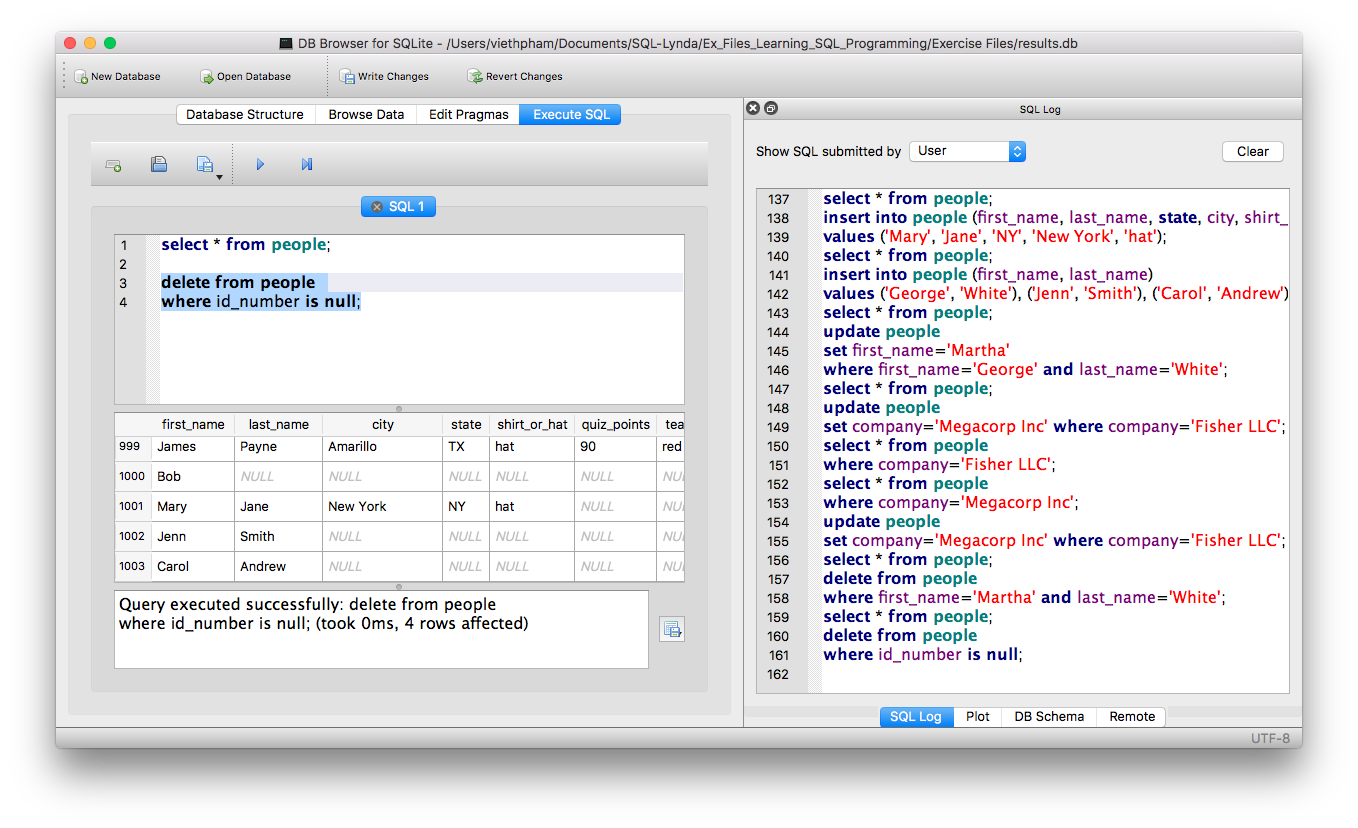 DB Browser for SQLite - /Users/viethpham/Documents/SQL-Lynda/Ex_Files_Learning_SQL_Programming/Exercise Files/results.db
New Database Open Database Write Changes Revert Changes
Database Structure Browse Data Edit Pragmas Execute SQL
SQL 1
1 select * from people;
2
3 delete from people
4 where id_number is null;
first_name last_name city state shirt_or_hat quiz_points tea
999 James Payne Amarillo TX hat 90 red
1000 Bob NULL NULL NULL NULL NULL NU
1001 Mary Jane New York NY hat NULL NU
1002 Jenn Smith NULL NULL NULL NULL NU
1003 Carol Andrew NULL NULL NULL NULL NU
Query executed successfully: delete from people
where id_number is null; (took 0ms, 4 rows affected)
SQL Log
Show SQL submitted by User Clear
137 select * from people;
138 insert into people (first_name, last_name, state, city, shirt_
139 values ('Mary', 'Jane', 'NY', 'New York', 'hat');
140 select * from people;
141 insert into people (first_name, last_name)
142 values ('George', 'White'), ('Jenn', 'Smith'), ('Carol', 'Andrew')
143 select * from people;
144 update people
145 set first_name='Martha'
146 where first_name='George' and last_name='White';
147 select * from people;
148 update people
149 set company='Megacorp Inc' where company='Fisher LLC';
150 select * from people
151 where company='Fisher LLC';
152 select * from people
153 where company='Megacorp Inc';
154 update people
155 set company='Megacorp Inc' where company='Fisher LLC';
156 select * from people;
157 delete from people
158 where first_name='Martha' and last_name='White';
159 select * from people;
160 delete from people
161 where id_number is null;
162
SQL Log Plot DB Schema Remote
UTF-8